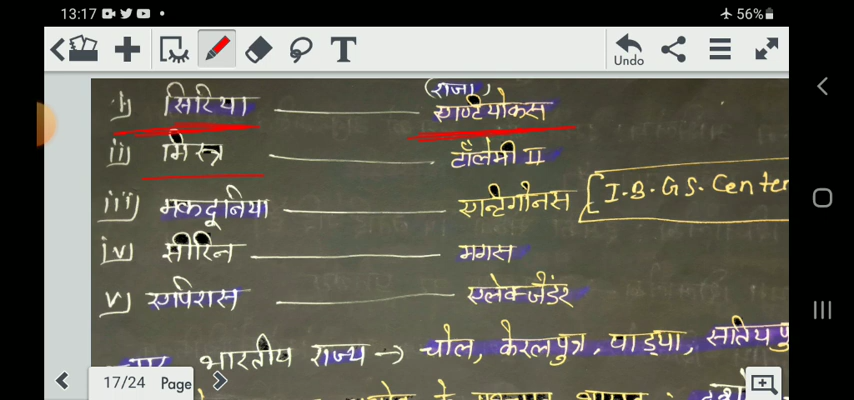 13:17 56%
Undo
(राजा)
i) सिरिया — एण्टियोकस
ii) मिस्त्र — टॉलेमी II
iii) मकदूनिया — एन्टिगोनस [I.B.G.S. Center
iv) सीरिन — मगस
v) एपिरास — एलेक्जेंडर
चार भारतीय राज्य → चोल, केरलपुत्र, पाड्या, सतियपु
17/24 Page